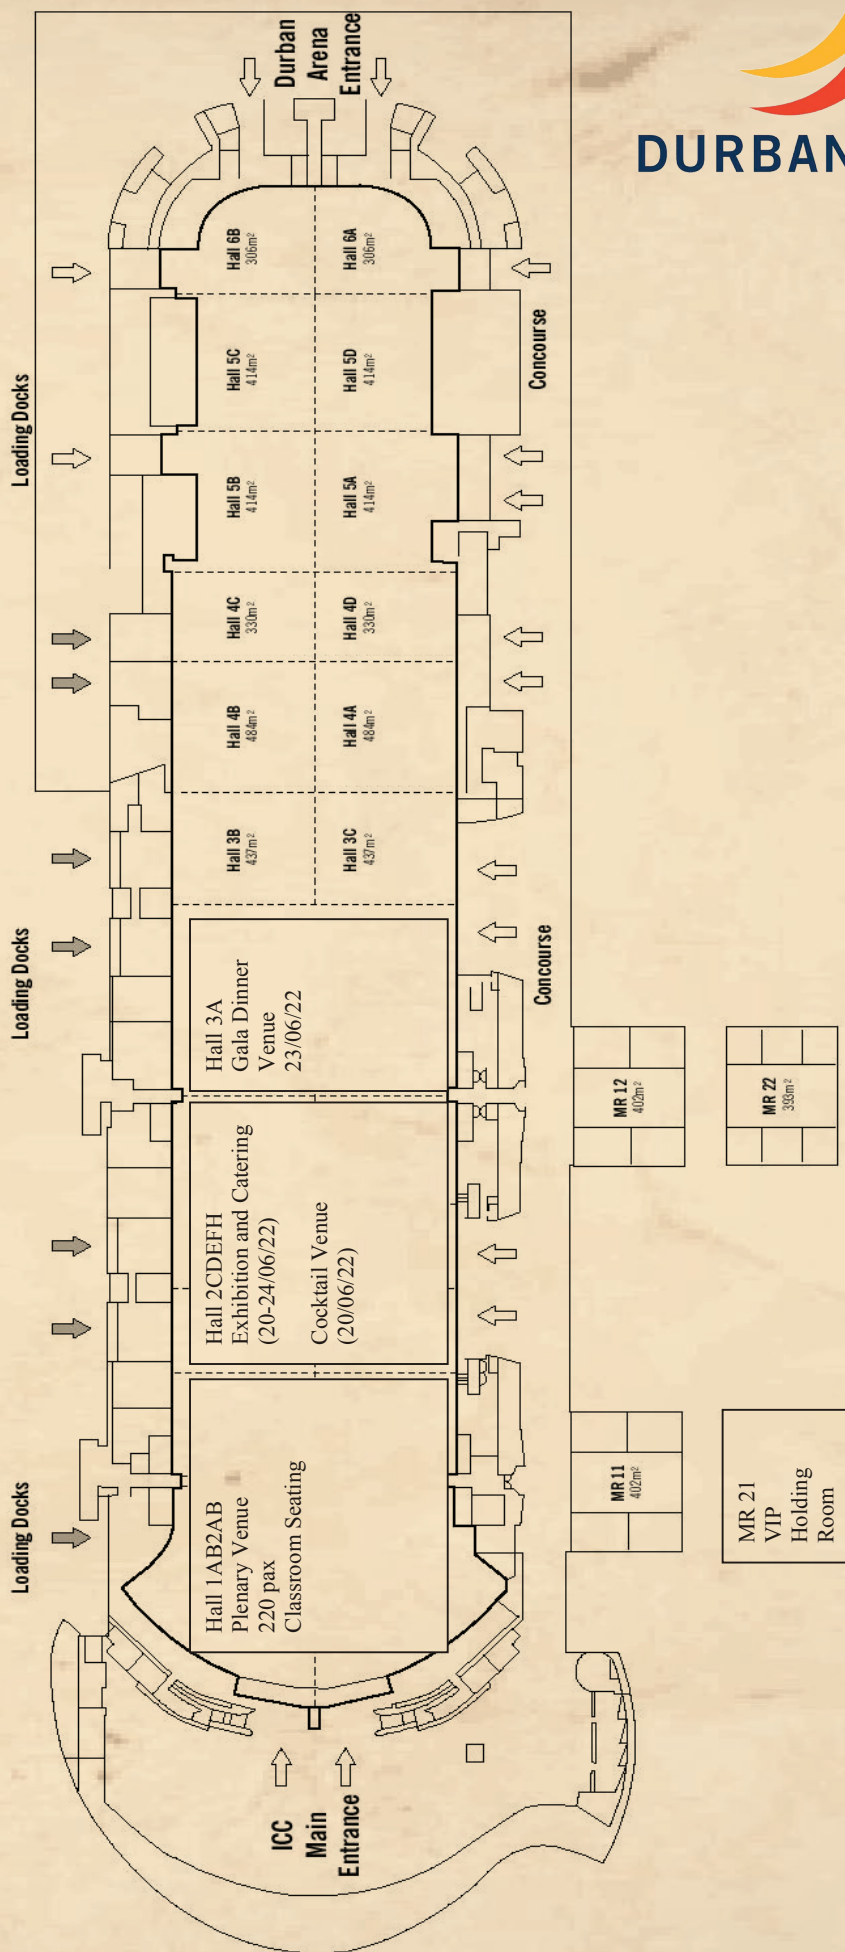 DURBAN
Durban
Arena
Entrance
Loading Docks
Hall 6B
306m²
Hall 6A
306m²
Hall 5C
414m²
Hall 5D
414m²
Concourse
Hall 5B
414m²
Hall 5A
414m²
Hall 4C
330m²
Hall 4D
330m²
Hall 4B
484m²
Hall 4A
484m²
Hall 3B
437m²
Hall 3C
437m²
Loading Docks
Concourse
Hall 3A
Gala Dinner
Venue
23/06/22
MR 12
402m²
MR 22
393m²
Hall 2CDEFH
Exhibition and Catering
(20-24/06/22)
Cocktail Venue
(20/06/22)
Loading Docks
Hall 1AB2AB
Plenary Venue
220 pax
Classroom Seating
MR 11
402m²
MR 21
VIP
Holding
Room
ICC
Main
Entrance